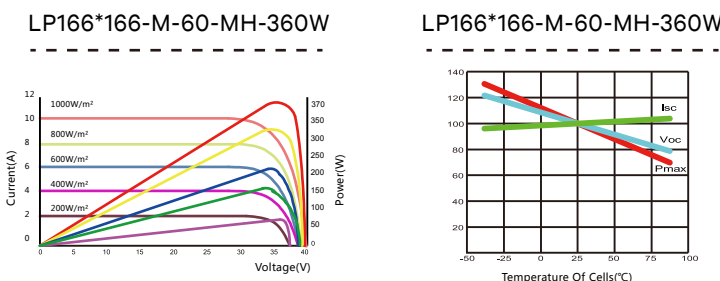 LP166*166-M-60-MH-360W
12
10
8
6
4
2
0
Current(A)
1000W/m²
800W/m²
600W/m²
400W/m²
200W/m²
370
350
300
250
200
150
100
50
0
Power(W)
0 5 10 15 20 25 30 35 40
Voltage(V)
LP166*166-M-60-MH-360W
140
120
100
80
60
40
20
Isc
Voc
Pmax
-50 -25 0 25 50 75 100
Temperature Of Cells(℃)